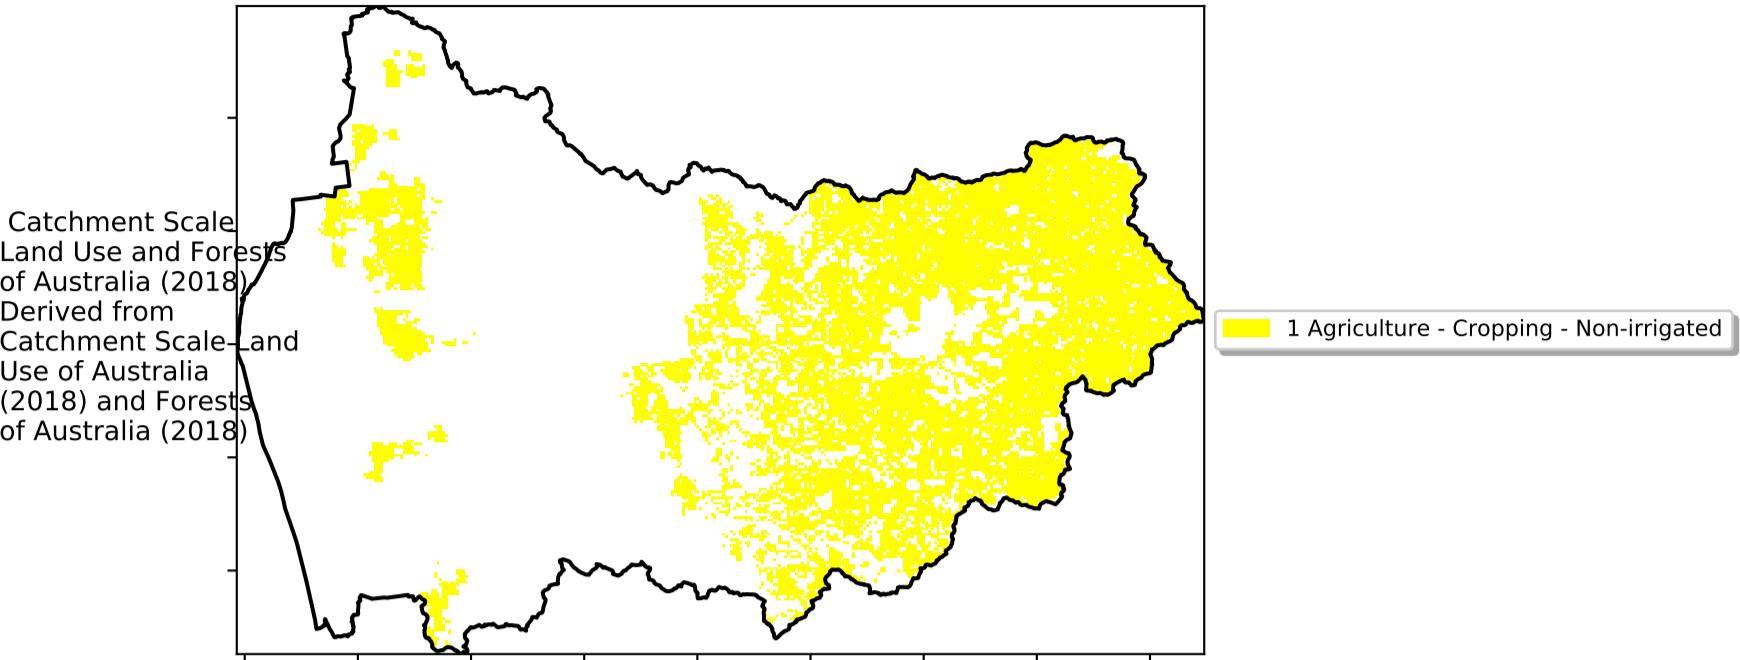 Catchment Scale
Land Use and Forests
of Australia (2018)
Derived from
Catchment Scale Land
Use of Australia
(2018) and Forests
of Australia (2018)
1 Agriculture - Cropping - Non-irrigated